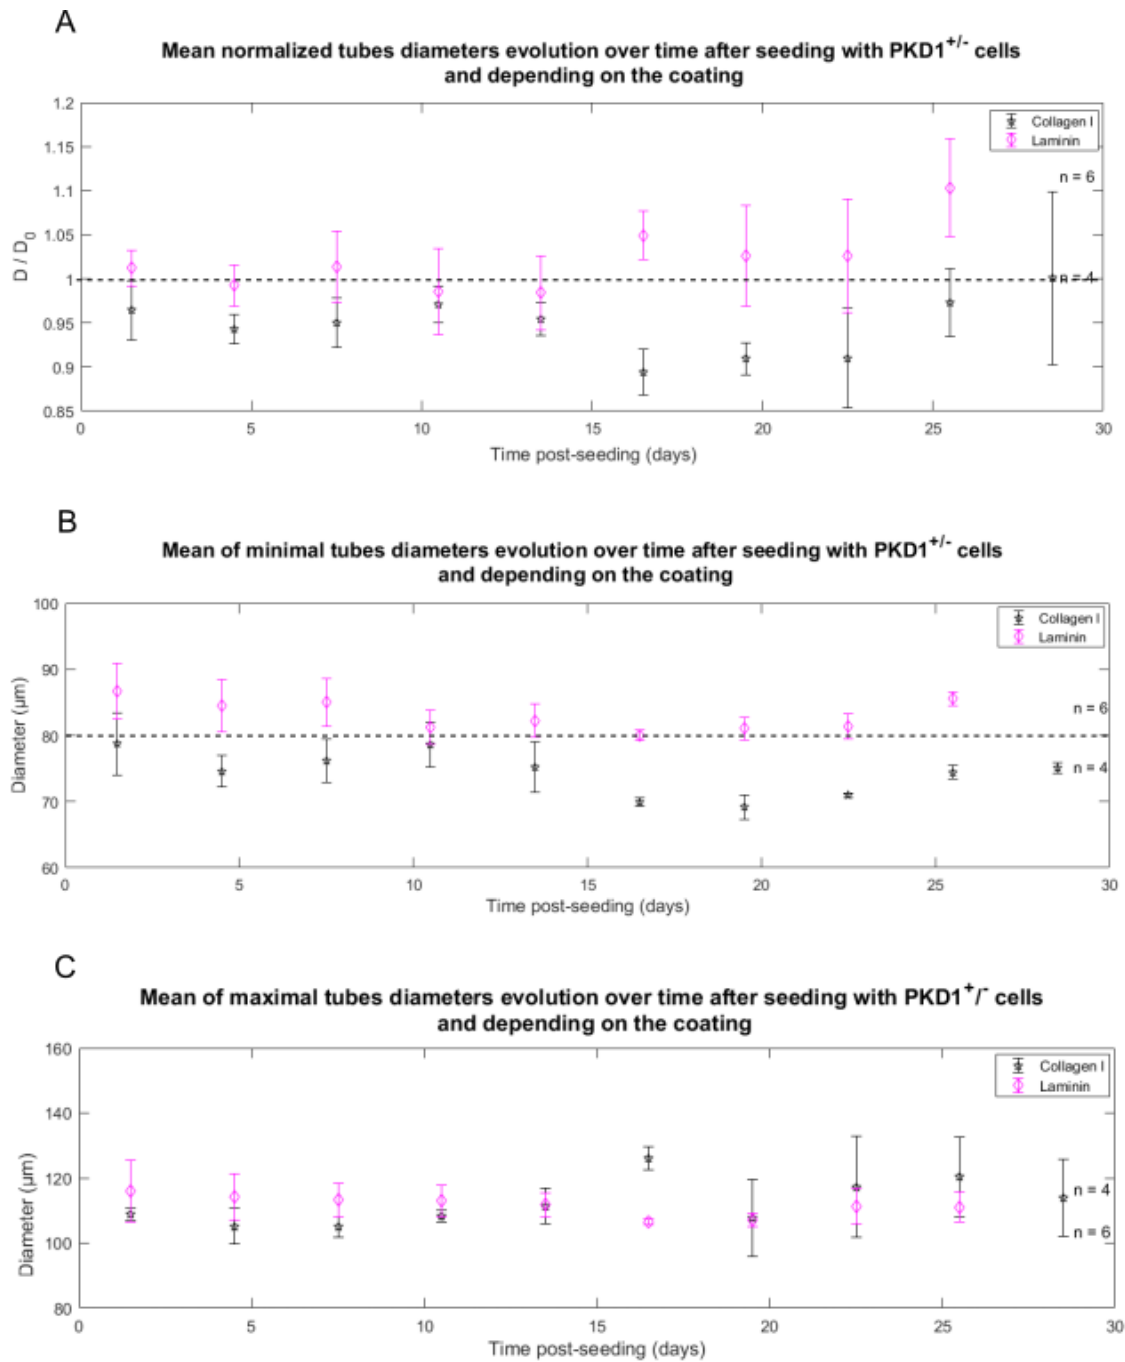 A
Mean normalized tubes diameters evolution over time after seeding with PKD1+/- cells
and depending on the coating
1.2
1.15
1.1
1.05
1
0.95
0.9
0.85
D / D0
Collagen I
Laminin
n = 6
n = 4
0 5 10 15 20 25 30
Time post-seeding (days)
B
Mean of minimal tubes diameters evolution over time after seeding with PKD1+/- cells
and depending on the coating
100
90
80
70
60
Diameter (μm)
Collagen I
Laminin
n = 6
n = 4
0 5 10 15 20 25 30
Time post-seeding (days)
C
Mean of maximal tubes diameters evolution over time after seeding with PKD1+/- cells
and depending on the coating
160
140
120
100
80
Diameter (μm)
Collagen I
Laminin
n = 4
n = 6
0 5 10 15 20 25 30
Time post-seeding (days)